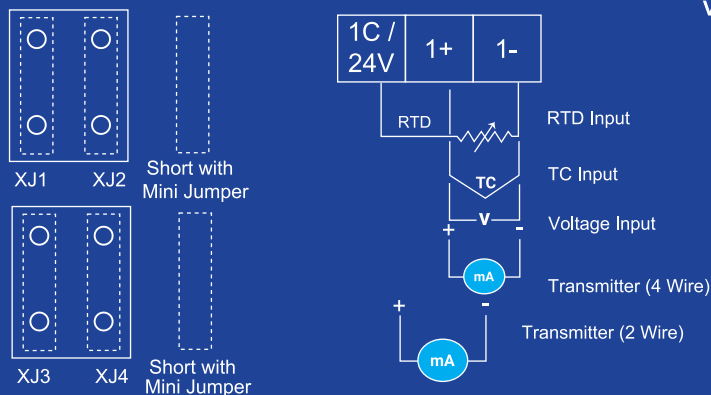 XJ1 XJ2
Short with
Mini Jumper
XJ3 XJ4
Short with
Mini Jumper
1C /
24V
1+
1-
RTD
RTD Input
TC
TC Input
+ V -
Voltage Input
mA
Transmitter (4 Wire)
+ -
Transmitter (2 Wire)
mA